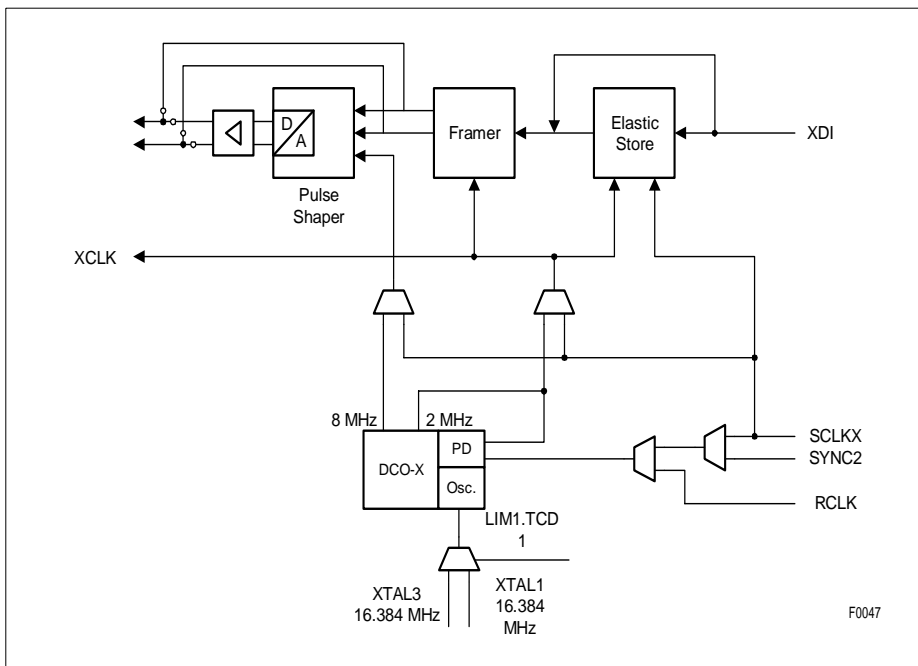 D
A
Framer
Elastic
Store
XDI
Pulse
Shaper
XCLK
8 MHz
2 MHz
PD
DCO-X
Osc.
SCLKX
SYNC2
RCLK
LIM1.TCD
1
XTAL3
16.384 MHz
XTAL1
16.384
MHz
F0047